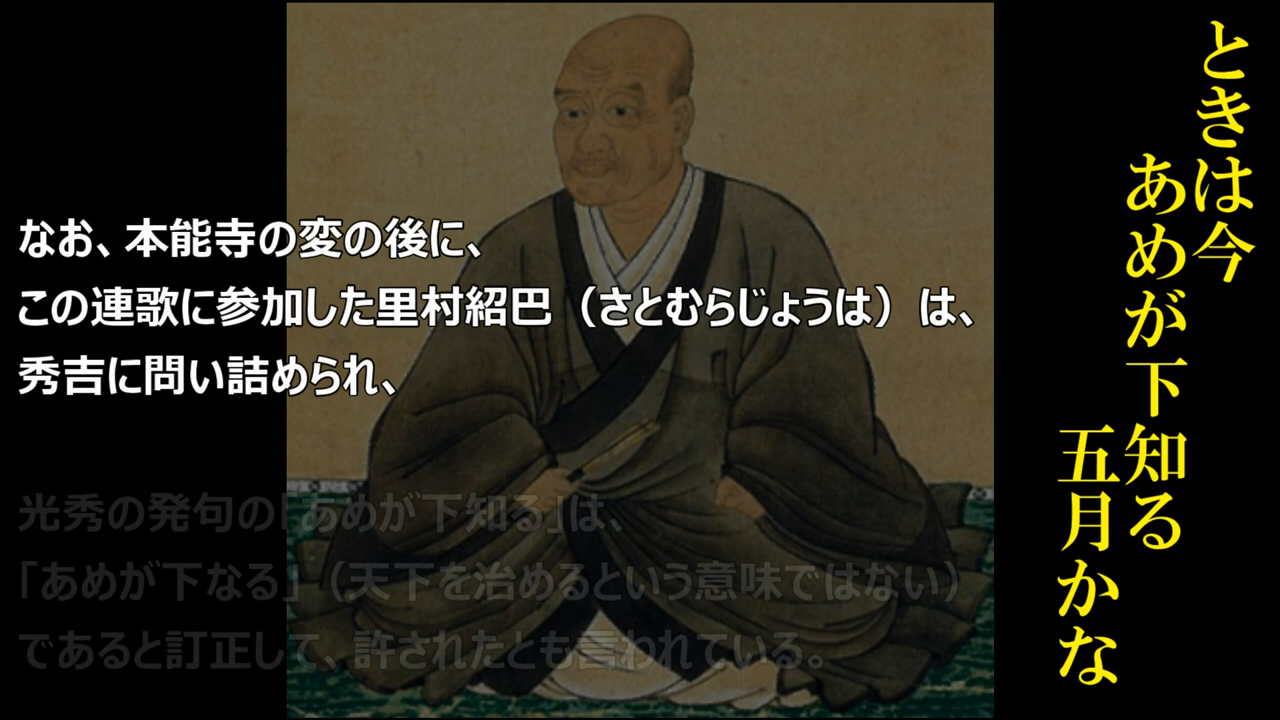 ときは今
あめが下知る
五月かな
なお、本能寺の変の後に、
この連歌に参加した里村紹巴（さとむらじょうは）は、
秀吉に問い詰められ、
光秀の発句の｢あめが下知る｣は、
｢あめが下なる｣（天下を治めるという意味ではない）
であると訂正して、許されたとも言われている。